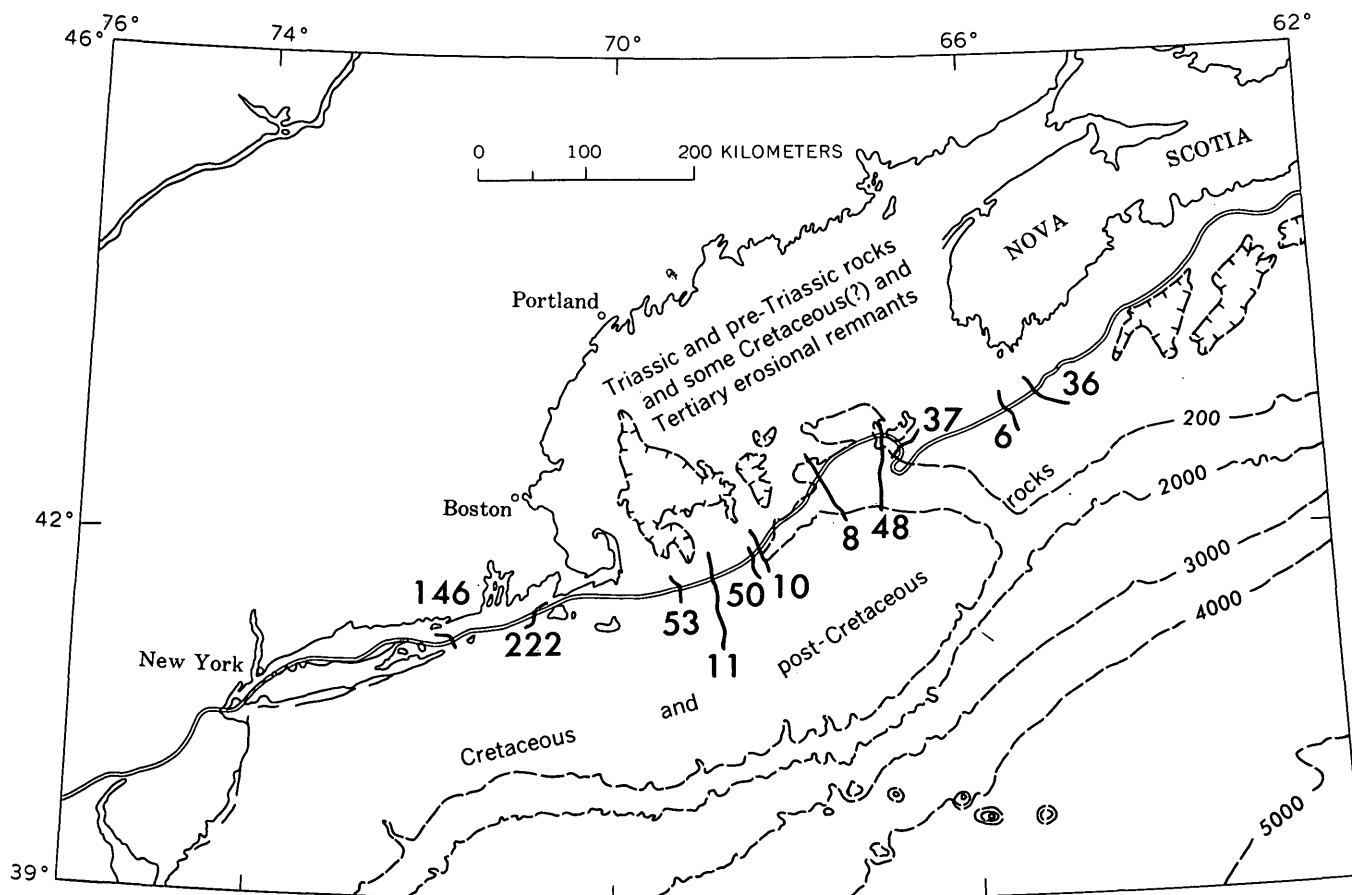 76°
46°
74°
70°
66°
62°
0 100 200 KILOMETERS
SCOTIA
NOVA
Portland
Triassic and pre-Triassic rocks
and some Cretaceous(?) and
Tertiary erosional remnants
36
37
6
200
rocks
2000
Boston
42°
8
48
3000
146
50
10
4000
53
222
11
post-Cretaceous
New York
and
Cretaceous
5000
39°